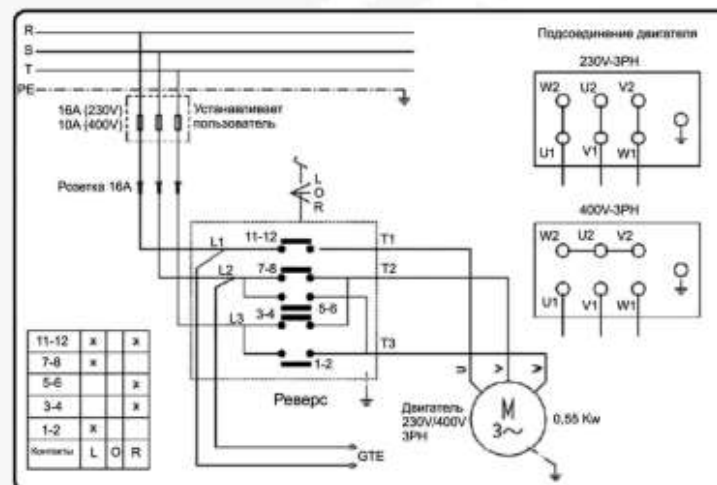 R
S
T
PE
16A (230V)
10A (400V)
Устанавливает
пользователь
Розетка 16А
L
O
R
L1
11-12
T1
L2
7-8
T2
5-6
L3
3-4
T3
1-2
Реверс
GTE
U
V
W
M
3~
Двигатель
230V/400V
3PH
0,55 Kw
Подсоединение двигателя
230V-3PH
W2 U2 V2
U1 V1 W1
400V-3PH
W2 U2 V2
U1 V1 W1
11-12 x x
7-8 x
5-6 x
3-4 x
1-2 x
Контакты L O R